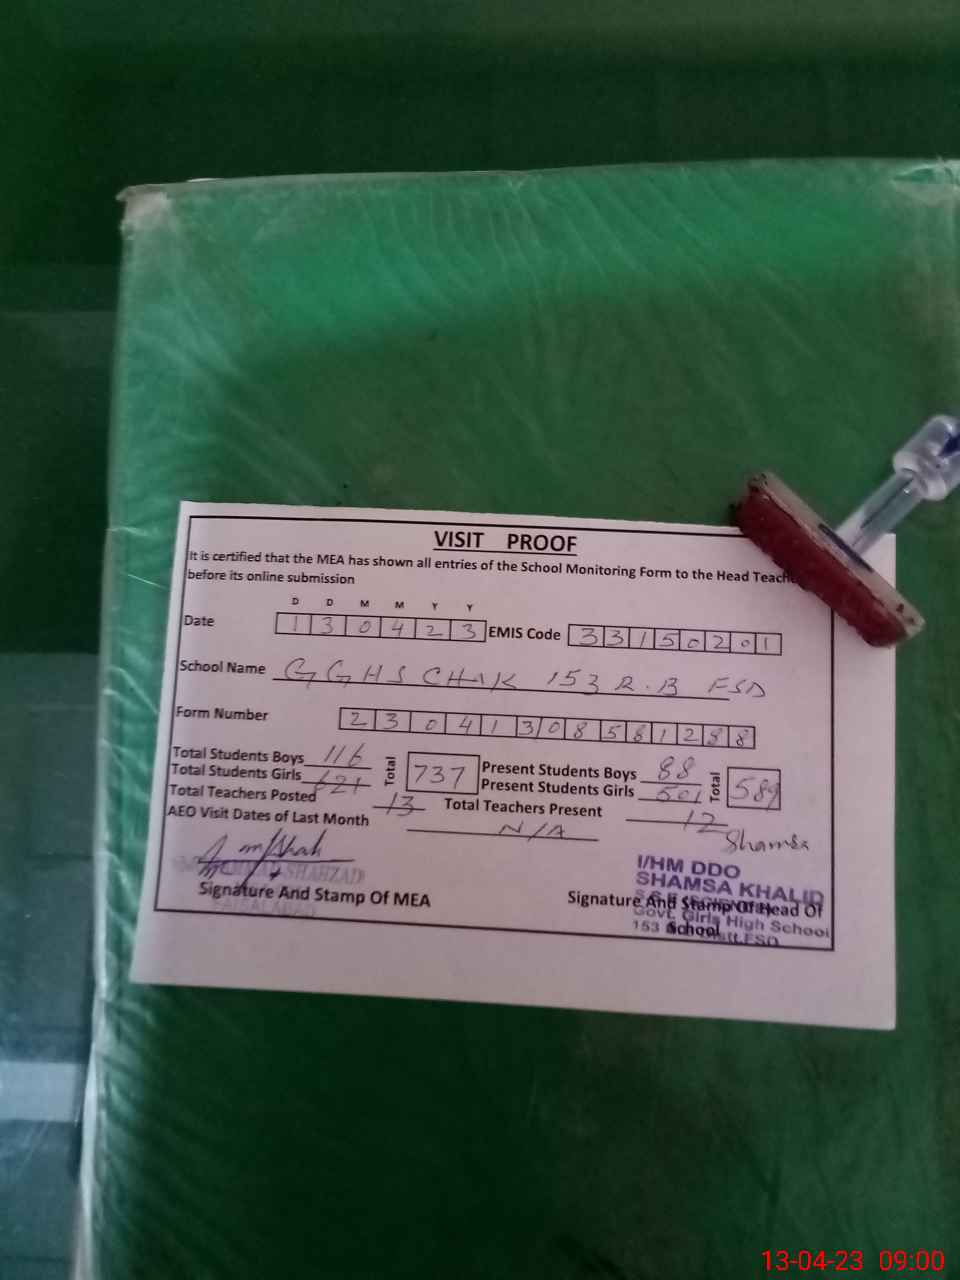 VISIT PROOF
It is certified that the MEA has shown all entries of the School Monitoring Form to the Head Teach
before its online submission
D D M M Y Y
Date 1 3 0 4 2 3 EMIS Code 3 3 1 5 0 2 0 1
School Name GGHS CHAK 153 R.B FSD
Form Number 2 3 0 4 1 3 0 8 5 8 1 2 8 8
Total Students Boys 116 Total 737 Present Students Boys 88 Total 589
Total Students Girls 621 Present Students Girls 501
Total Teachers Posted 13 Total Teachers Present 12
AEO Visit Dates of Last Month N/A
Shamsa
SHAHZAD
Signature And Stamp Of MEA
FAISALABAD
I/HM DDO
SHAMSA KHALID
Signature And Stamp Of Head Of
School
Govt. Girls High School
153
13-04-23 09:00